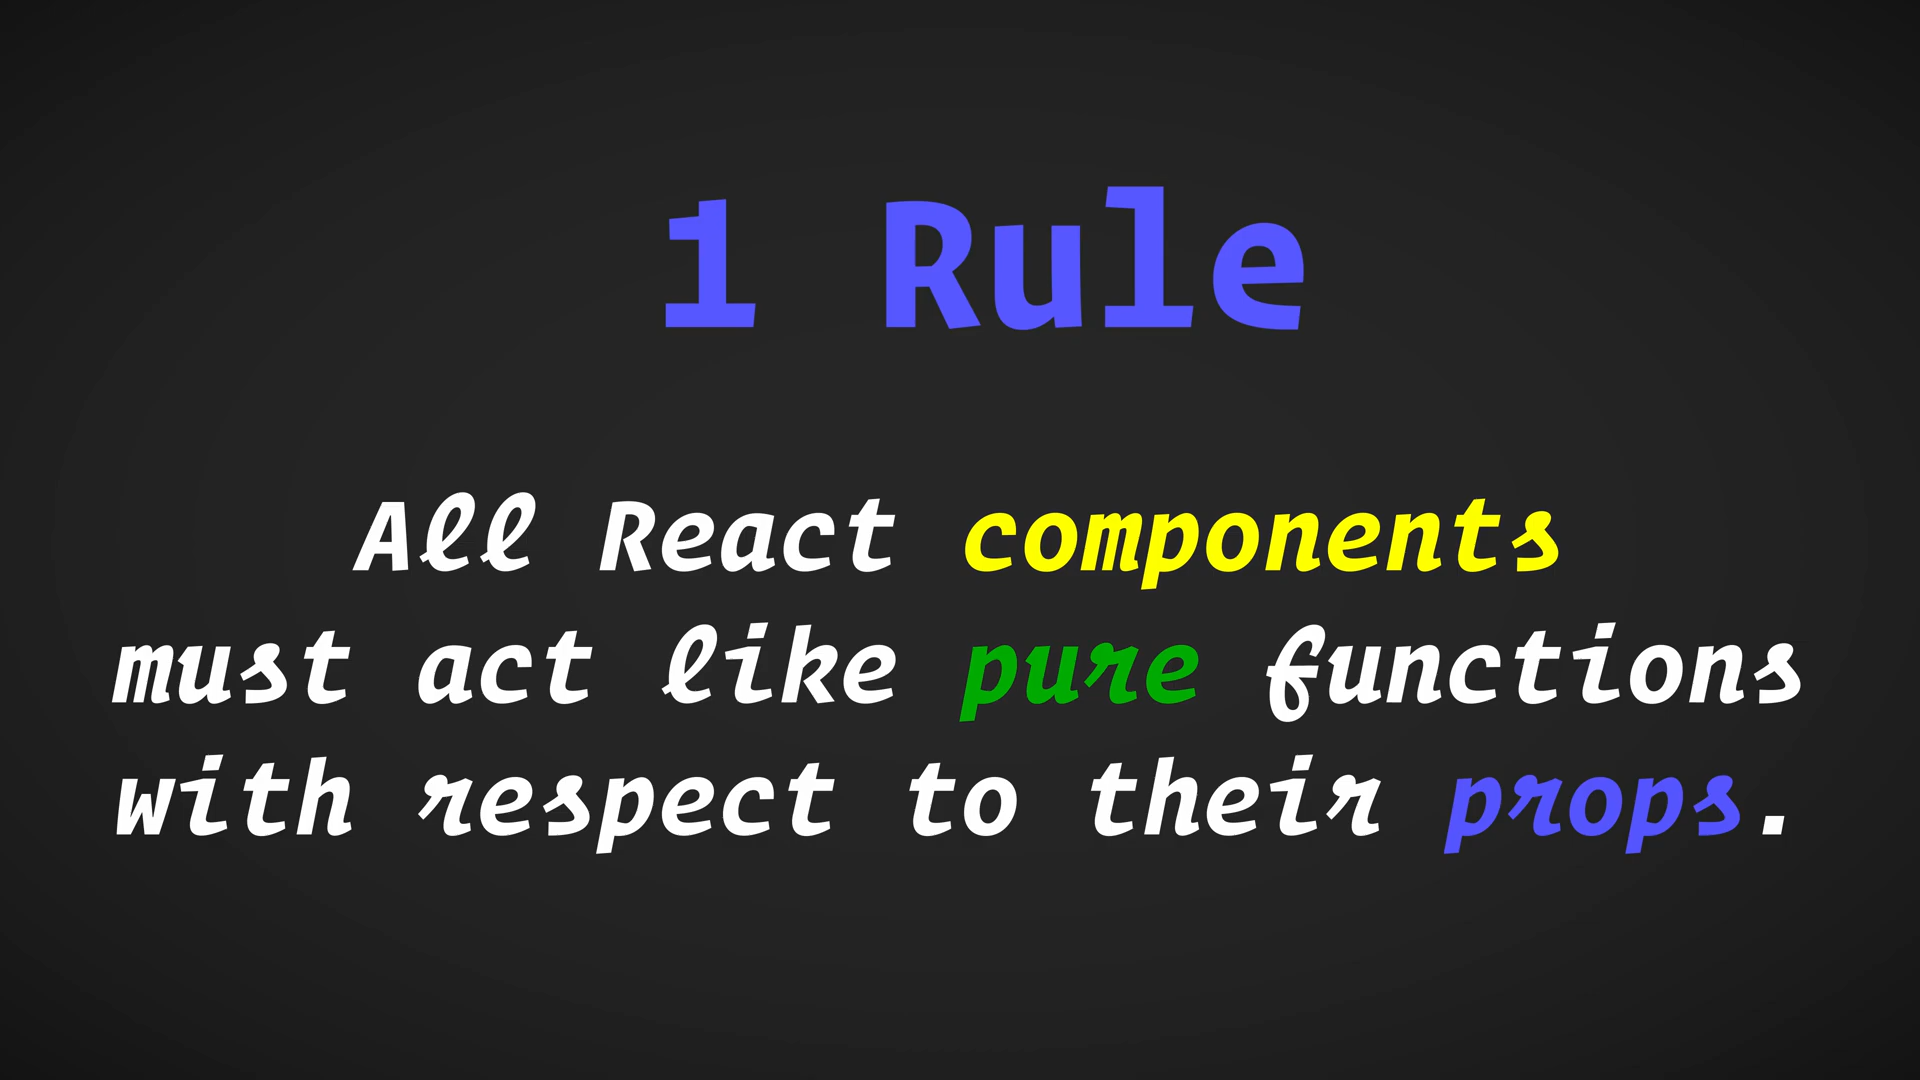 1 Rule
All React components
must act like pure functions
with respect to their props.